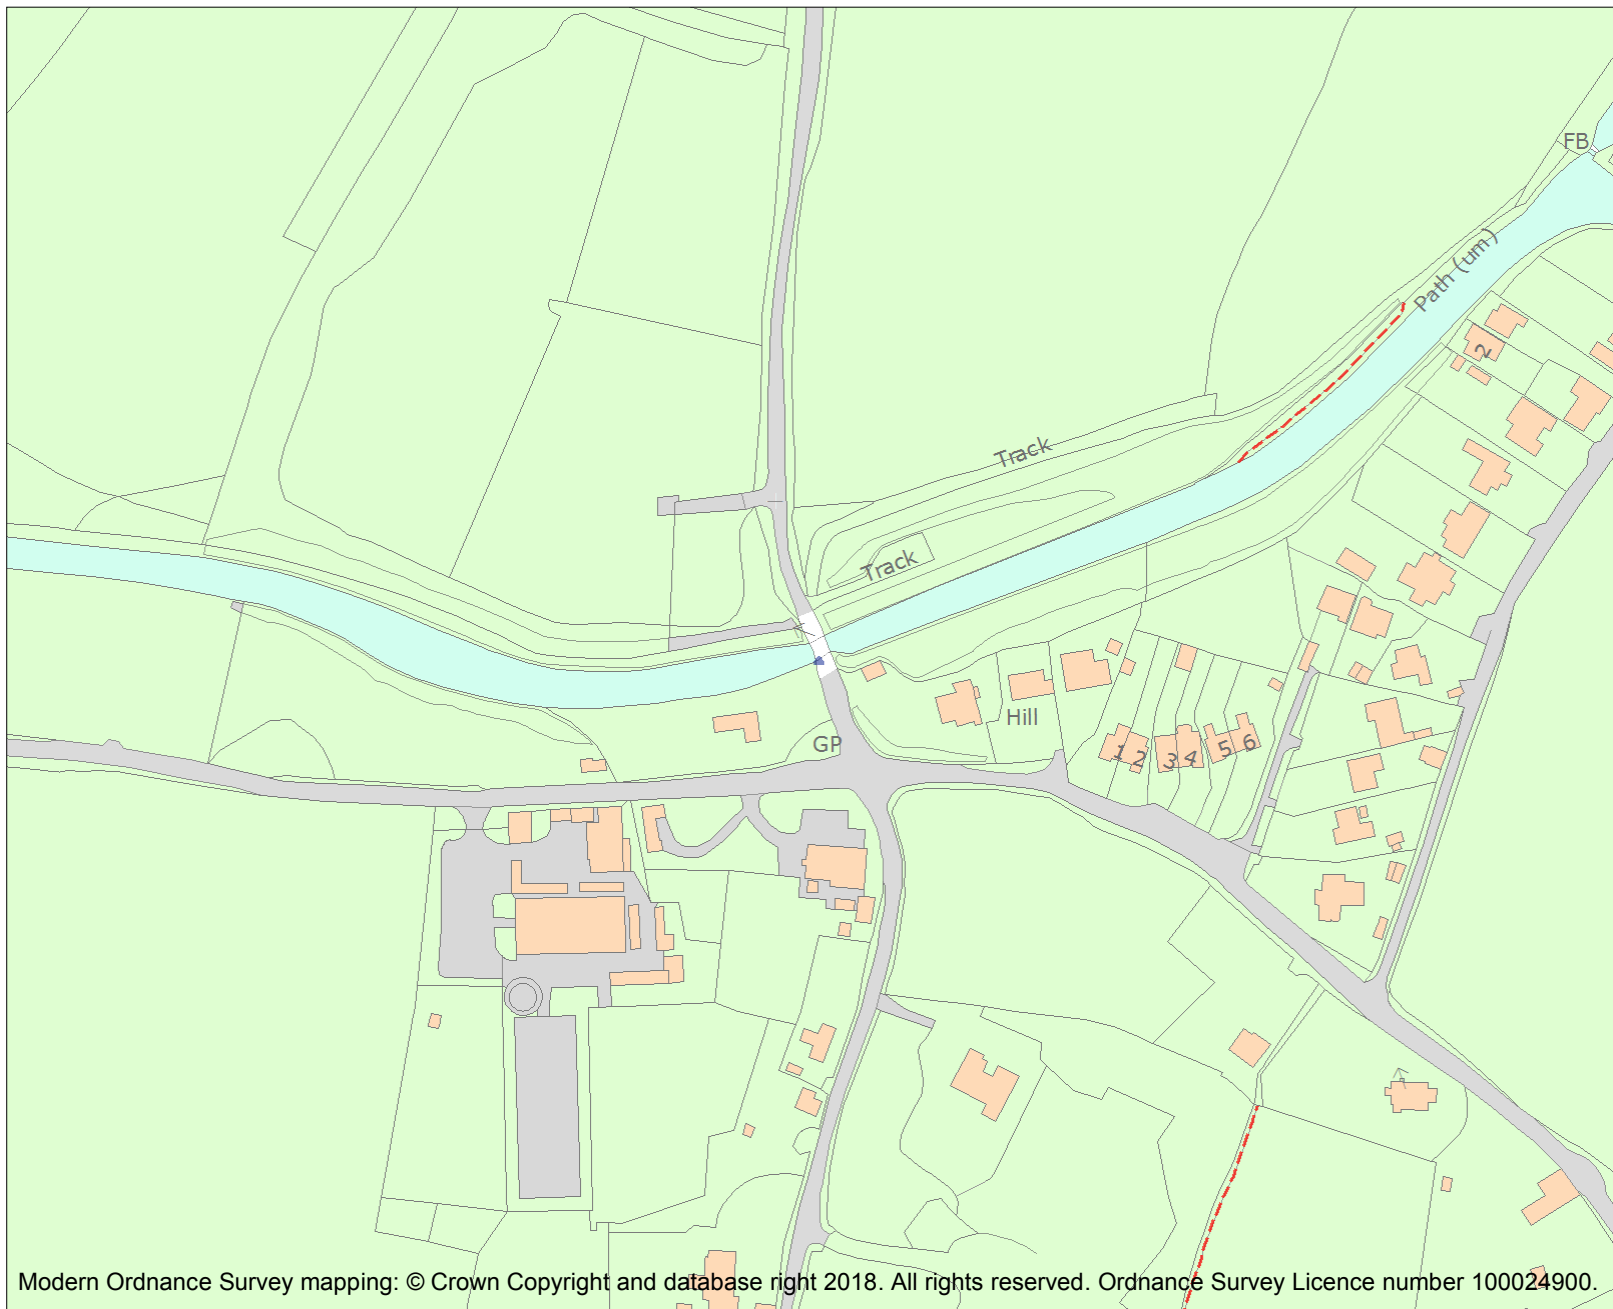 FB
Path (um)
2
Track
Track
Hill
GP
1
2
3
4
5
6
Modern Ordnance Survey mapping: © Crown Copyright and database right 2018. All rights reserved. Ordnance Survey Licence number 100024900.